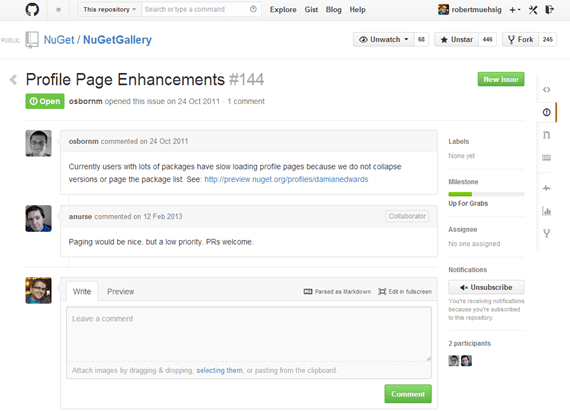 This repository
Search or type a command
Explore Gist Blog Help
robertmuehsig
PUBLIC
NuGet / NuGetGallery
Unwatch 68
Unstar 446
Fork 245
Profile Page Enhancements #144
New issue
Open
osbornm opened this issue on 24 Oct 2011 · 1 comment
osbornm commented on 24 Oct 2011
Currently users with lots of packages have slow loading profile pages because we do not collapse
versions or page the package list. See: http://preview.nuget.org/profiles/damianedwards
anurse commented on 12 Feb 2013
Collaborator
Paging would be nice, but a low priority. PRs welcome.
Write Preview
Parsed as Markdown
Edit in fullscreen
Leave a comment
Attach images by dragging & dropping, selecting them, or pasting from the clipboard.
Comment
Labels
None yet
Milestone
Up For Grabs
Assignee
No one assigned
Notifications
Unsubscribe
You're receiving notifications
because you're subscribed
to this repository.
2 participants